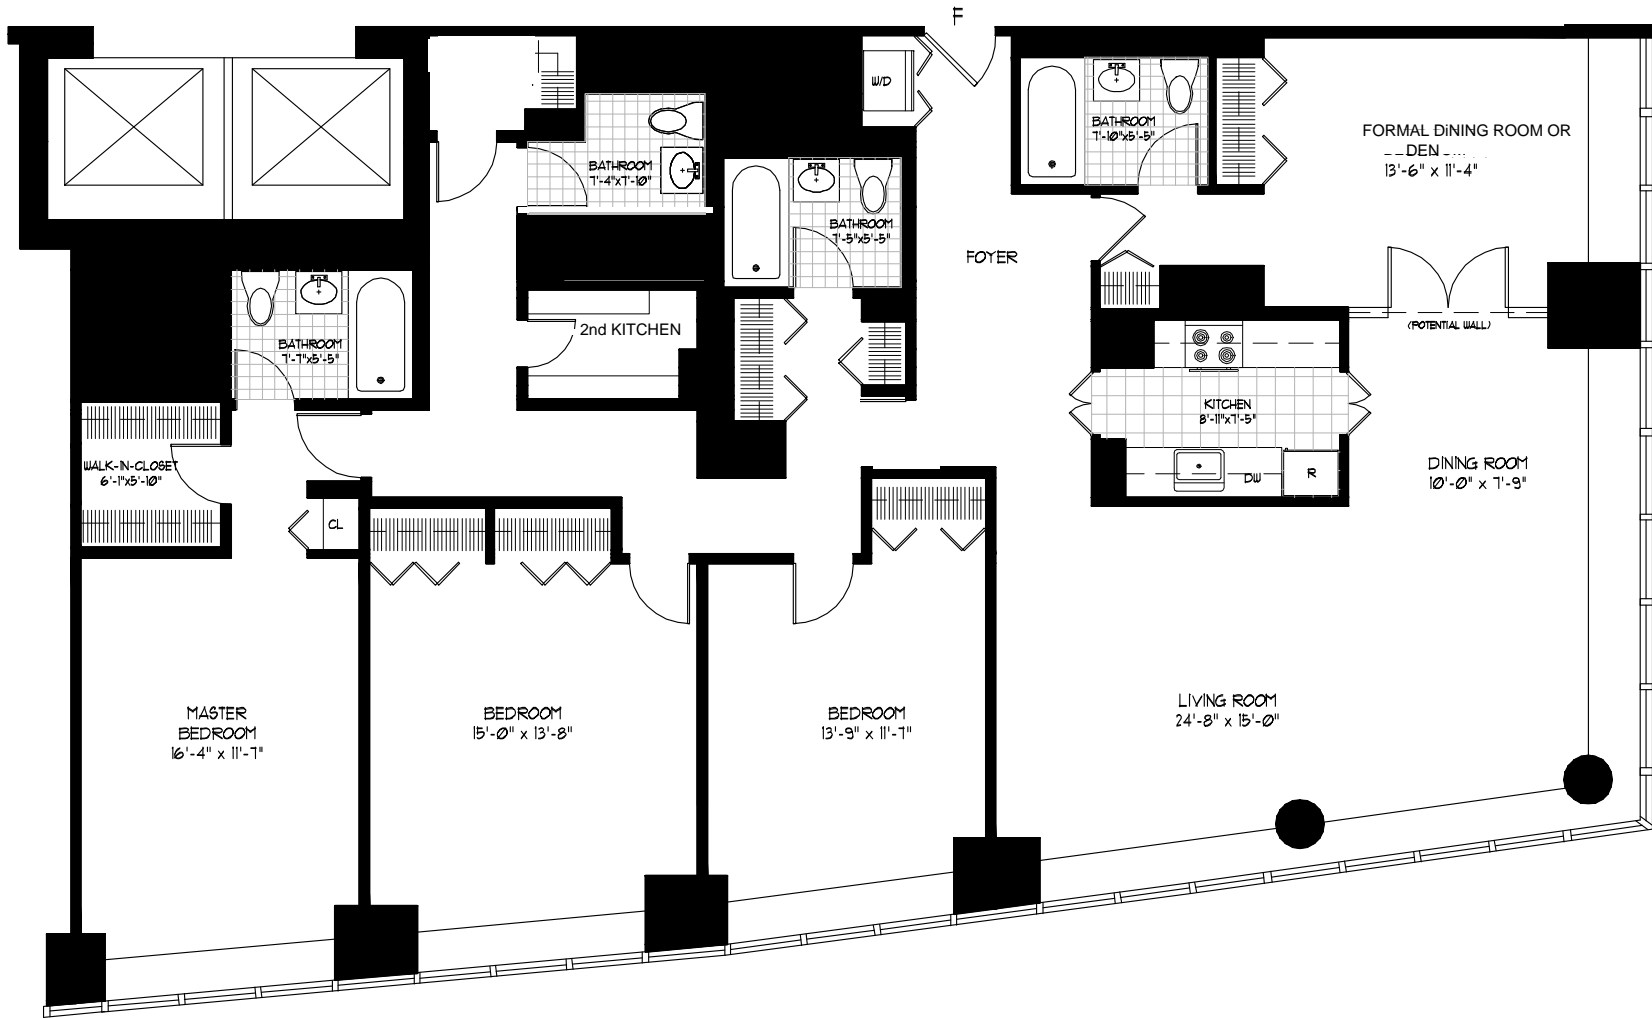 F
W/D
BATHROOM
7'-10"x5'-5"
FORMAL DiNING ROOM OR
DEN
13'-6" x 11'-4"
BATHROOM
7'-4"x7'-10"
BATHROOM
7'-5"x5'-5"
FOYER
BATHROOM
7'-7"x5'-5"
2nd KITCHEN
(POTENTIAL WALL)
KITCHEN
8'-11"x7'-5"
DW
R
DINING ROOM
10'-0" x 7'-9"
WALK-IN-CLOSET
6'-1"x5'-10"
CL
MASTER
BEDROOM
16'-4" x 11'-7"
BEDROOM
15'-0" x 13'-8"
BEDROOM
13'-9" x 11'-7"
LIVING ROOM
24'-8" x 15'-0"